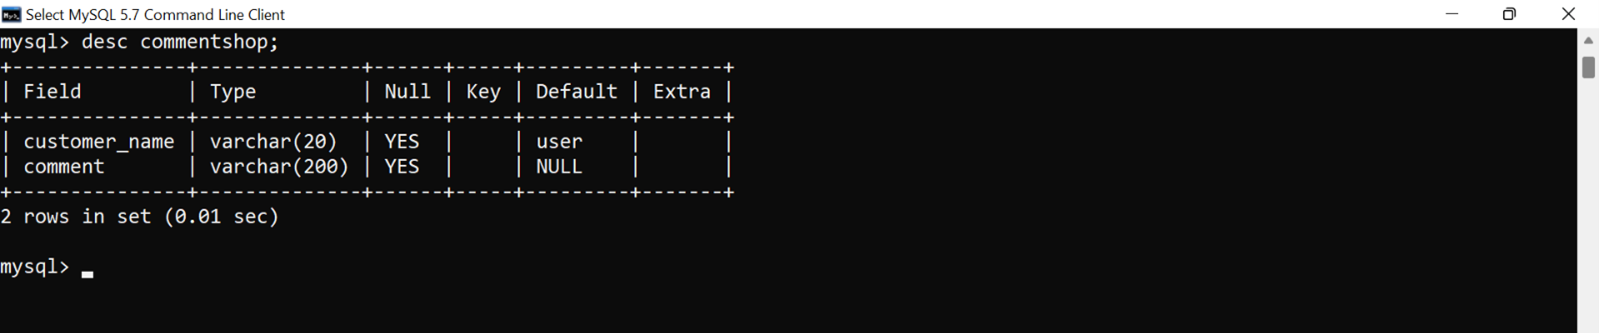 Select MySQL 5.7 Command Line Client
mysql> desc commentshop;
+---------------+--------------+------+-----+---------+-------+
| Field         | Type         | Null | Key | Default | Extra |
+---------------+--------------+------+-----+---------+-------+
| customer_name | varchar(20)  | YES  |     | user    |       |
| comment       | varchar(200) | YES  |     | NULL    |       |
+---------------+--------------+------+-----+---------+-------+
2 rows in set (0.01 sec)
mysql> _